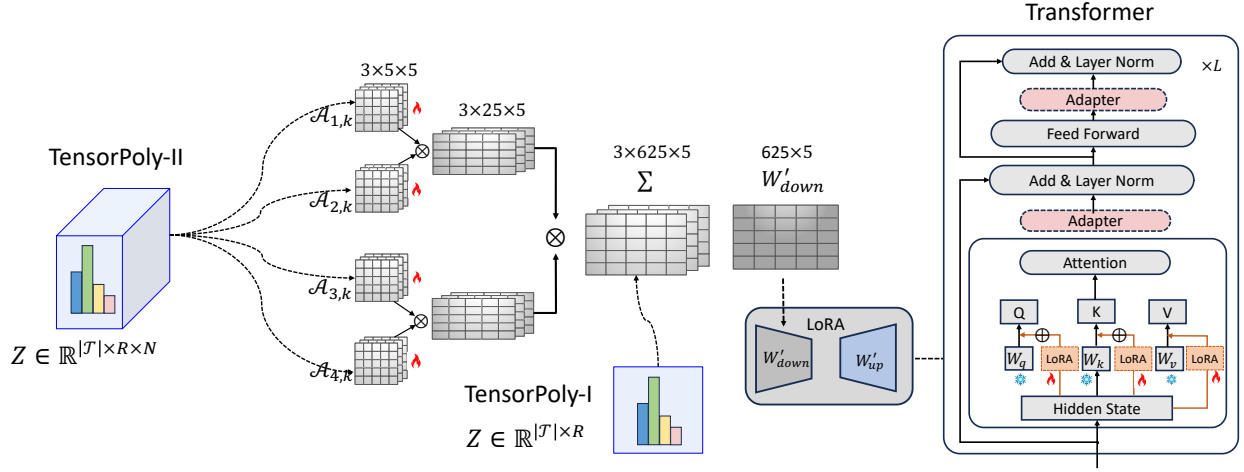 TensorPoly-II
Z ∈ ℝ^{|𝒯|×R×N}
3×5×5
𝒜_{1,k}
𝒜_{2,k}
𝒜_{3,k}
𝒜_{4,k}
⊗
⊗
3×25×5
⊗
3×625×5
Σ
625×5
W′_{down}
TensorPoly-I
Z ∈ ℝ^{|𝒯|×R}
LoRA
W′_{down}
W′_{up}
Transformer
×L
Add & Layer Norm
Adapter
Feed Forward
Add & Layer Norm
Adapter
Attention
Q K V
W_q LoRA W_k LoRA W_v LoRA
Hidden State